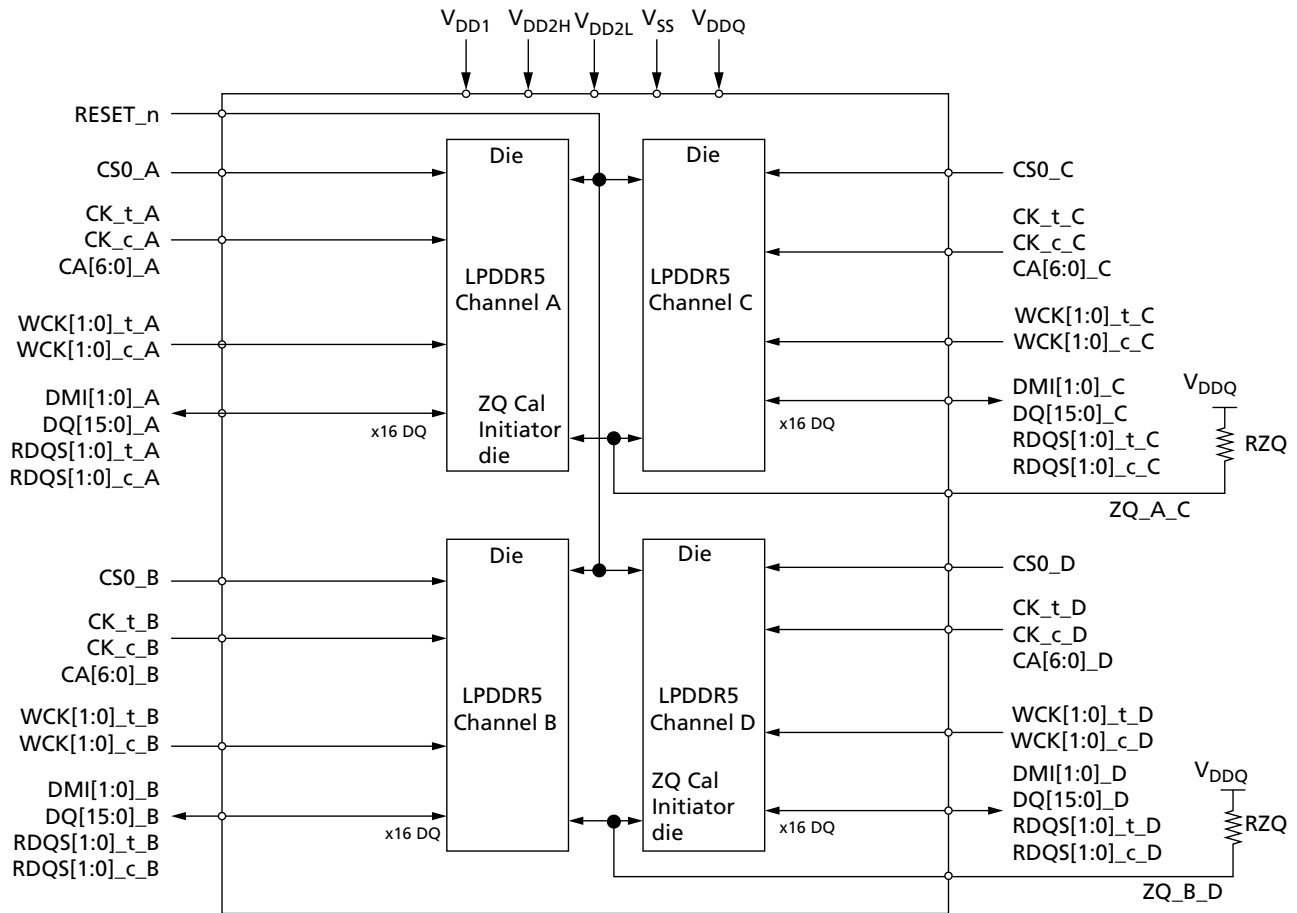 VDD1 VDD2H VDD2L VSS VDDQ
RESET_n
CS0_A
CK_t_A
CK_c_A
CA[6:0]_A
WCK[1:0]_t_A
WCK[1:0]_c_A
DMI[1:0]_A
DQ[15:0]_A
RDQS[1:0]_t_A
RDQS[1:0]_c_A
Die
LPDDR5
Channel A
ZQ Cal
Initiator
die
x16 DQ
Die
LPDDR5
Channel C
x16 DQ
CS0_C
CK_t_C
CK_c_C
CA[6:0]_C
WCK[1:0]_t_C
WCK[1:0]_c_C
DMI[1:0]_C
DQ[15:0]_C
RDQS[1:0]_t_C
RDQS[1:0]_c_C
VDDQ
RZQ
ZQ_A_C
CS0_B
CK_t_B
CK_c_B
CA[6:0]_B
WCK[1:0]_t_B
WCK[1:0]_c_B
DMI[1:0]_B
DQ[15:0]_B
RDQS[1:0]_t_B
RDQS[1:0]_c_B
Die
LPDDR5
Channel B
x16 DQ
Die
LPDDR5
Channel D
ZQ Cal
Initiator
die
x16 DQ
CS0_D
CK_t_D
CK_c_D
CA[6:0]_D
WCK[1:0]_t_D
WCK[1:0]_c_D
DMI[1:0]_D
DQ[15:0]_D
RDQS[1:0]_t_D
RDQS[1:0]_c_D
VDDQ
RZQ
ZQ_B_D